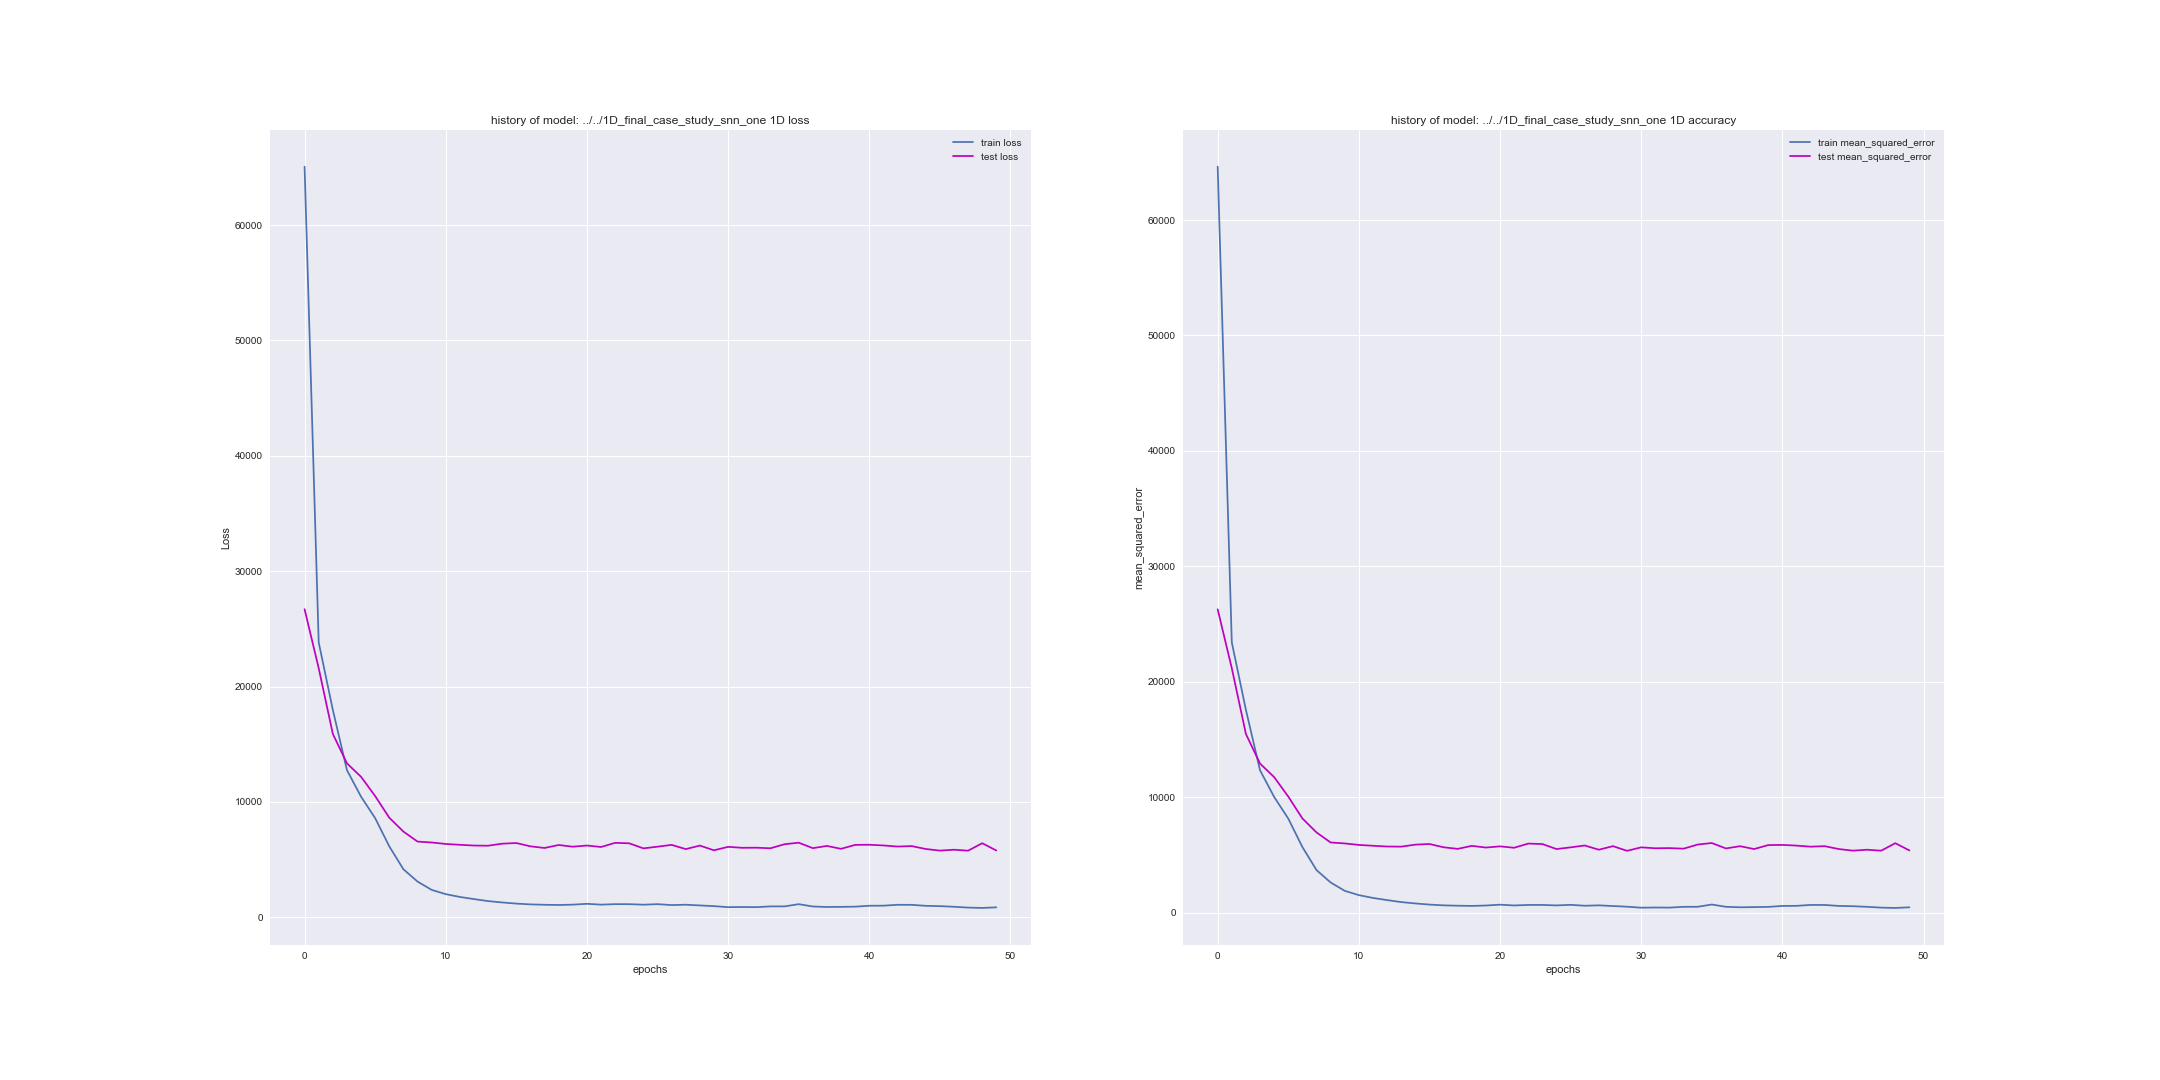 history of model: ../../1D_final_case_study_snn_one 1D loss
train loss
test loss
60000
50000
40000
30000
20000
10000
0
Loss
0 10 20 30 40 50
epochs
history of model: ../../1D_final_case_study_snn_one 1D accuracy
train mean_squared_error
test mean_squared_error
60000
50000
40000
30000
20000
10000
0
mean_squared_error
0 10 20 30 40 50
epochs